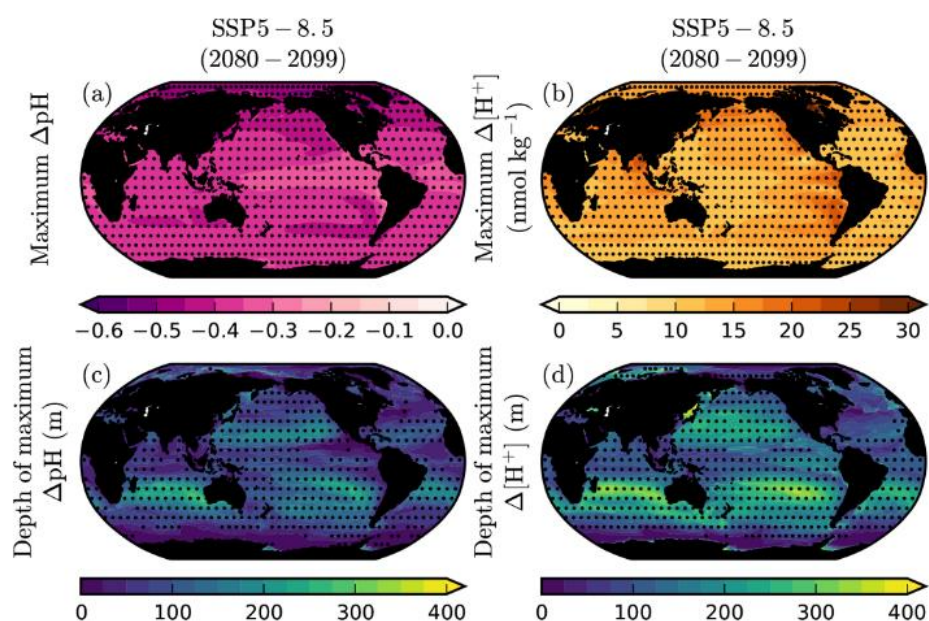 SSP5 − 8.5
(2080 − 2099)
SSP5 − 8.5
(2080 − 2099)
Maximum ΔpH
(a)
Maximum Δ[H⁺]
(nmol kg⁻¹)
(b)
−0.6 −0.5 −0.4 −0.3 −0.2 −0.1 0.0
0 5 10 15 20 25 30
Depth of maximum
ΔpH (m)
(c)
Depth of maximum
Δ[H⁺] (m)
(d)
0 100 200 300 400
0 100 200 300 400